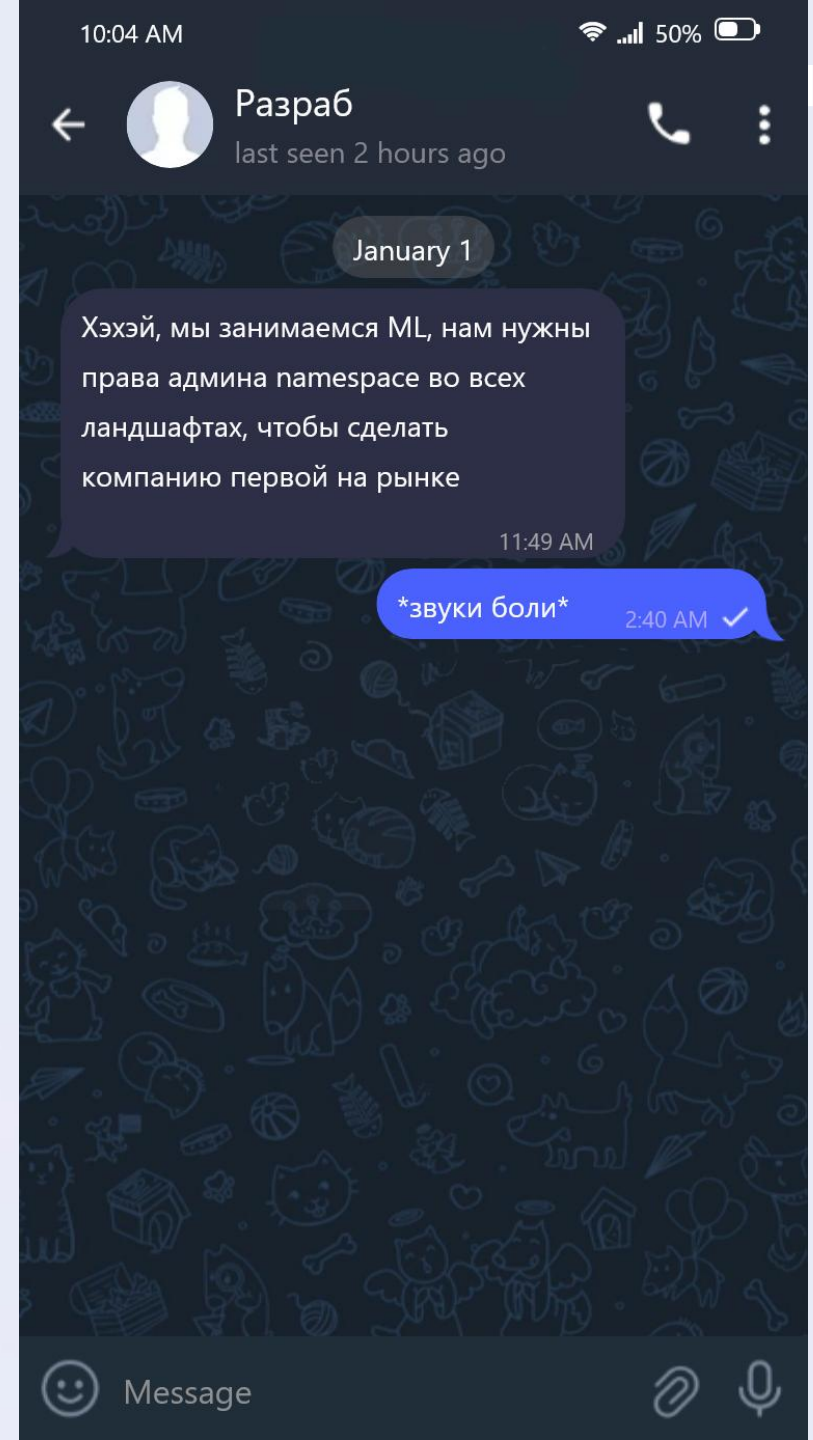 10:04 AM
50%
Разраб
last seen 2 hours ago
January 1
Хэхэй, мы занимаемся ML, нам нужны
права админа namespace во всех
ландшафтах, чтобы сделать
компанию первой на рынке
11:49 AM
*звуки боли*
2:40 AM
Message